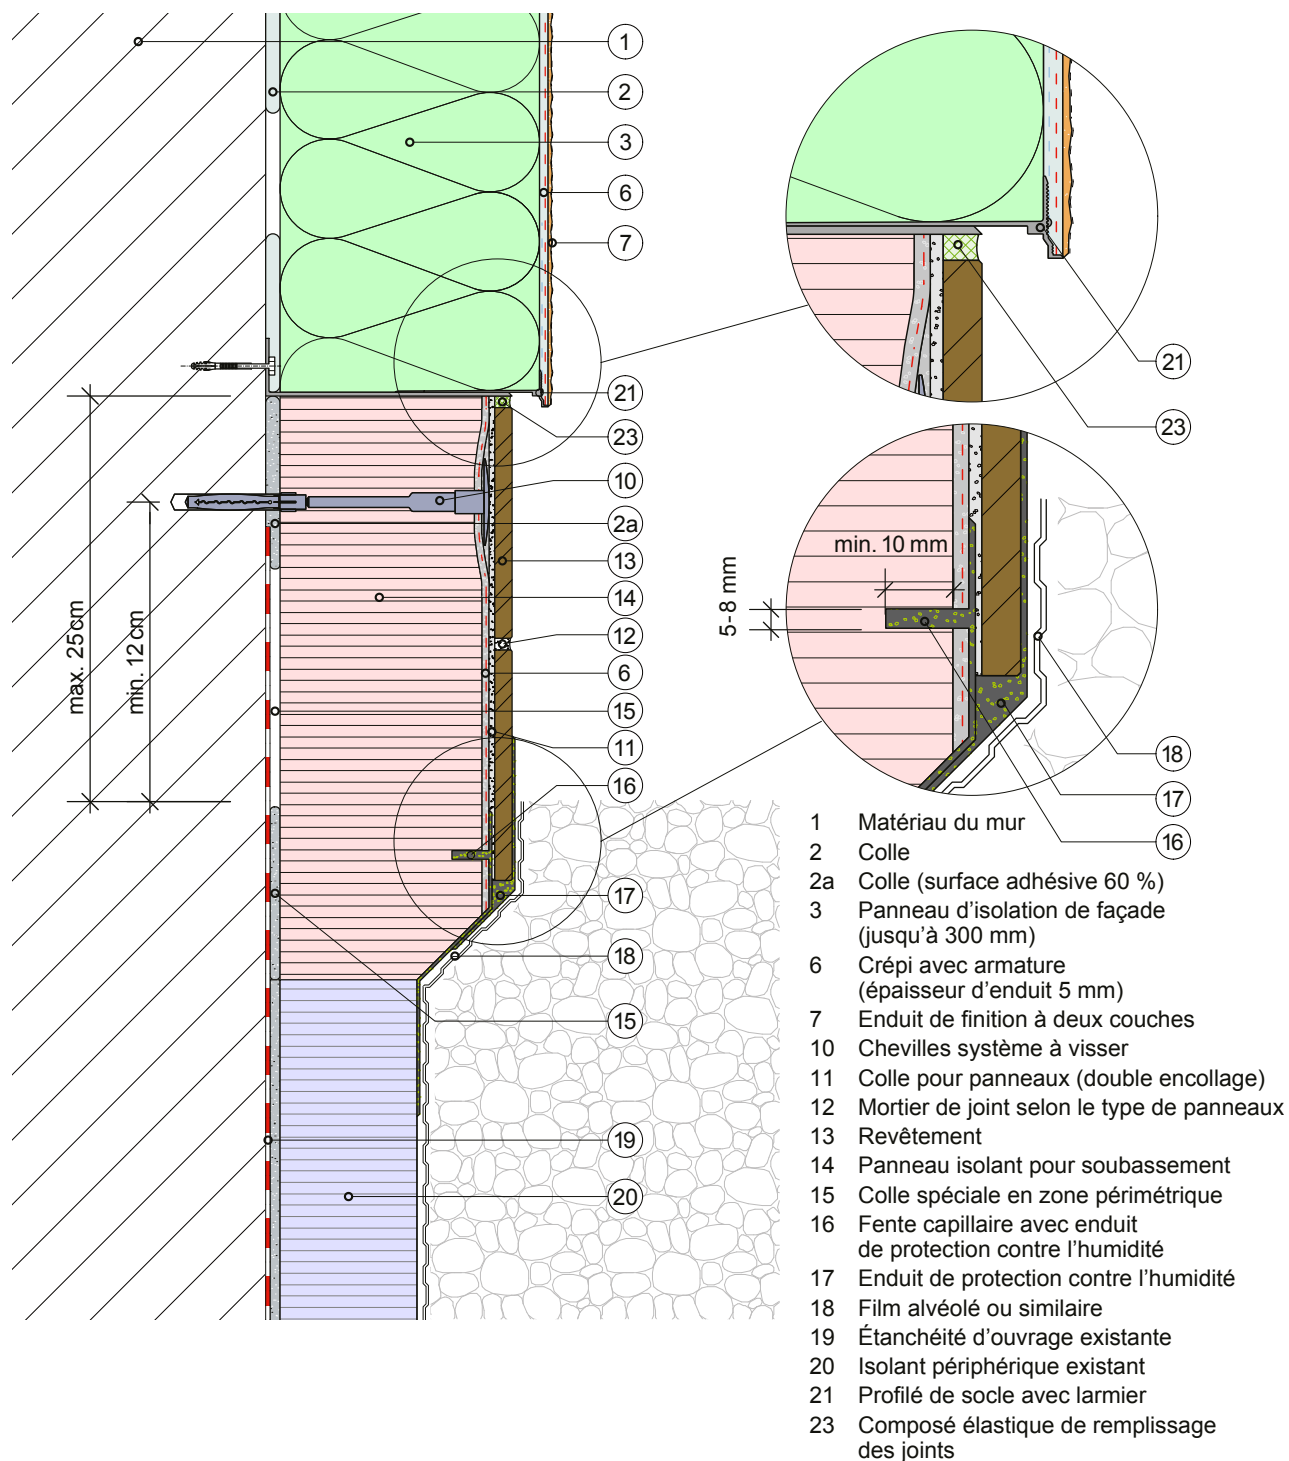 1
2
3
6
7
21
23
10
2a
13
14
12
6
15
11
16
17
18
15
19
20
max. 25cm
min. 12cm
21
23
min. 10 mm
5-8 mm
18
17
16
1 Matériau du mur
2 Colle
2a Colle (surface adhésive 60 %)
3 Panneau d’isolation de façade
(jusqu’à 300 mm)
6 Crépi avec armature
(épaisseur d’enduit 5 mm)
7 Enduit de finition à deux couches
10 Chevilles système à visser
11 Colle pour panneaux (double encollage)
12 Mortier de joint selon le type de panneaux
13 Revêtement
14 Panneau isolant pour soubassement
15 Colle spéciale en zone périmétrique
16 Fente capillaire avec enduit
de protection contre l’humidité
17 Enduit de protection contre l’humidité
18 Film alvéolé ou similaire
19 Étanchéité d’ouvrage existante
20 Isolant périphérique existant
21 Profilé de socle avec larmier
23 Composé élastique de remplissage
des joints